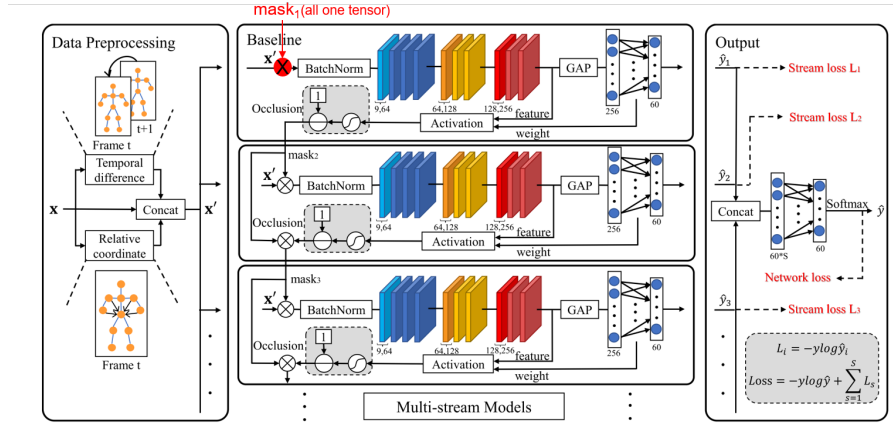 mask₁(all one tensor)
Data Preprocessing
t+1
Frame t
Temporal
difference
x
Concat
x′
Relative
coordinate
Frame t
Baseline
x′
X
BatchNorm
9,64
64,128
128,256
GAP
256
60
Occlusion
1
Activation
feature
weight
mask₂
x′
BatchNorm
9,64
64,128
128,256
GAP
256
60
Occlusion
1
Activation
feature
weight
mask₃
x′
BatchNorm
9,64
64,128
128,256
GAP
256
60
Occlusion
1
Activation
feature
weight
Multi-stream Models
Output
ŷ₁
Stream loss L₁
Stream loss L₂
ŷ₂
Concat
60*S
60
Softmax
ŷ
Network loss
ŷ₃
Stream loss L₃
Lᵢ = −ylogŷᵢ
Loss = −ylogŷ + ∑ₛ₌₁ˢ Lₛ